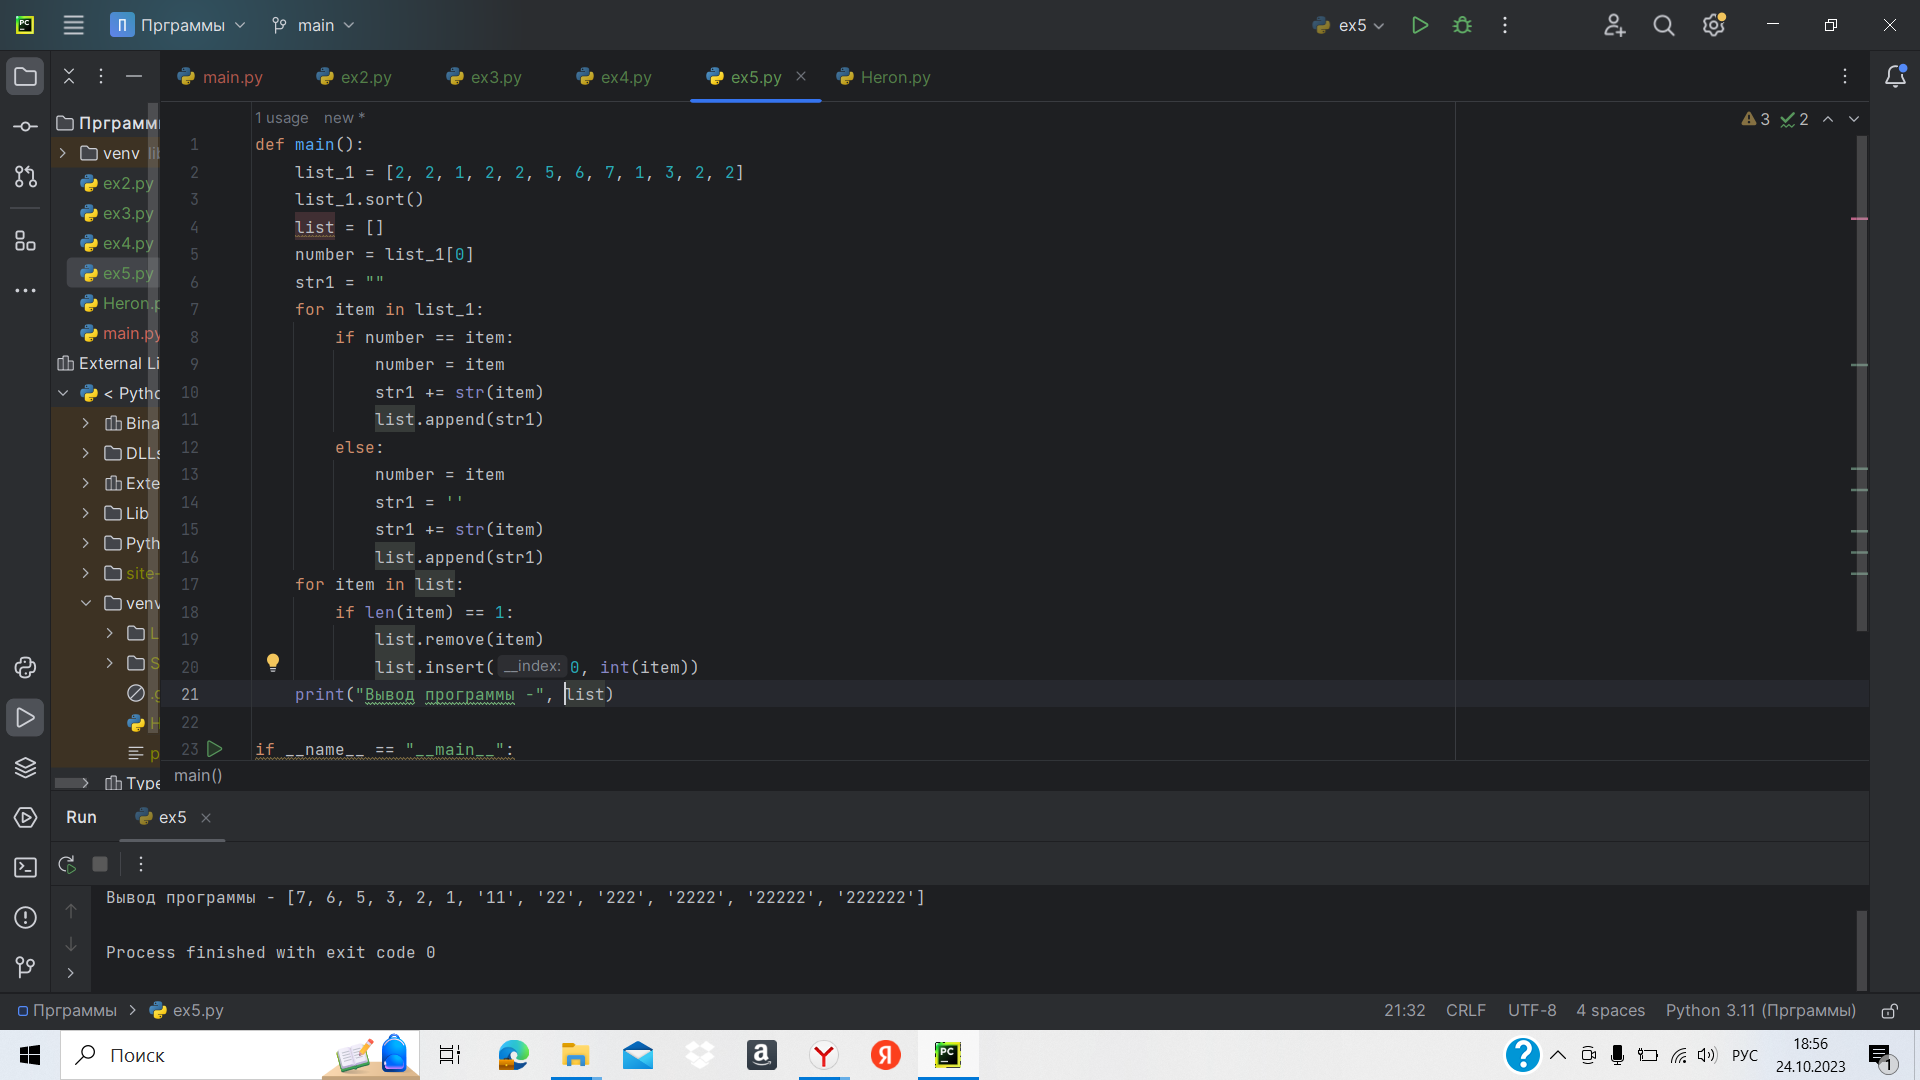 PC
П Прграммы main ex5
main.py ex2.py ex3.py ex4.py ex5.py Heron.py
Прграмм
venv lib
ex2.py
ex3.py
ex4.py
ex5.py
Heron.p
main.py
External Li
< Pytho
Bina
DLLs
Exte
Lib
Pyth
site-
venv
L
S
.g
H
p
Type
1 usage new *
3 2
1 def main():
2 list_1 = [2, 2, 1, 2, 2, 5, 6, 7, 1, 3, 2, 2]
3 list_1.sort()
4 list = []
5 number = list_1[0]
6 str1 = ""
7 for item in list_1:
8 if number == item:
9 number = item
10 str1 += str(item)
11 list.append(str1)
12 else:
13 number = item
14 str1 = ''
15 str1 += str(item)
16 list.append(str1)
17 for item in list:
18 if len(item) == 1:
19 list.remove(item)
20 list.insert( __index: 0, int(item))
21 print("Вывод программы -", list)
22
23 if __name__ == "__main__":
main()
Run ex5
Вывод программы - [7, 6, 5, 3, 2, 1, '11', '22', '222', '2222', '22222', '222222']
Process finished with exit code 0
Прграммы > ex5.py 21:32 CRLF UTF-8 4 spaces Python 3.11 (Прграммы)
Поиск
a
Y
Я
PC
?
РУС
18:56
24.10.2023
1